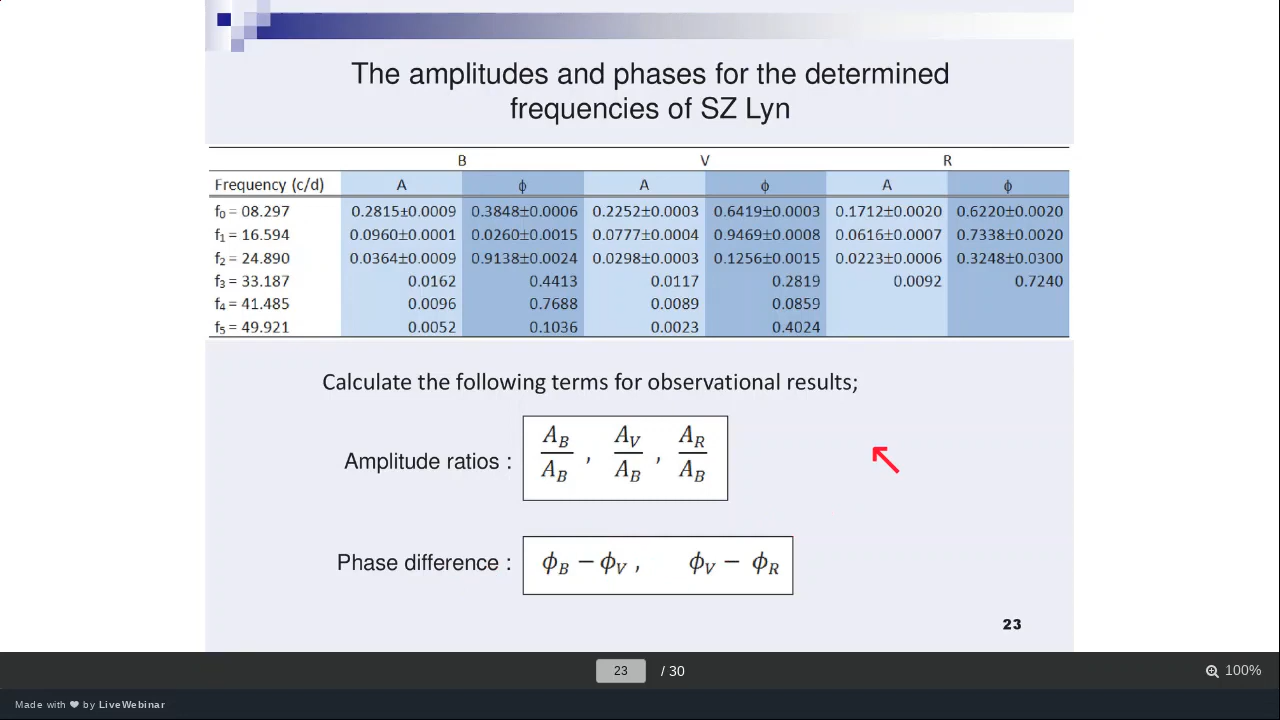 The amplitudes and phases for the determined
frequencies of SZ Lyn
B V R
Frequency (c/d) A ϕ A ϕ A ϕ
f₀ = 08.297 0.2815±0.0009 0.3848±0.0006 0.2252±0.0003 0.6419±0.0003 0.1712±0.0020 0.6220±0.0020
f₁ = 16.594 0.0960±0.0001 0.0260±0.0015 0.0777±0.0004 0.9469±0.0008 0.0616±0.0007 0.7338±0.0020
f₂ = 24.890 0.0364±0.0009 0.9138±0.0024 0.0298±0.0003 0.1256±0.0015 0.0223±0.0006 0.3248±0.0300
f₃ = 33.187 0.0162 0.4413 0.0117 0.2819 0.0092 0.7240
f₄ = 41.485 0.0096 0.7688 0.0089 0.0859
f₅ = 49.921 0.0052 0.1036 0.0023 0.4024
Calculate the following terms for observational results;
Amplitude ratios : A_B/A_B , A_V/A_B , A_R/A_B
Phase difference : ϕ_B − ϕ_V , ϕ_V − ϕ_R
23
23 / 30 100%
Made with ❤ by LiveWebinar